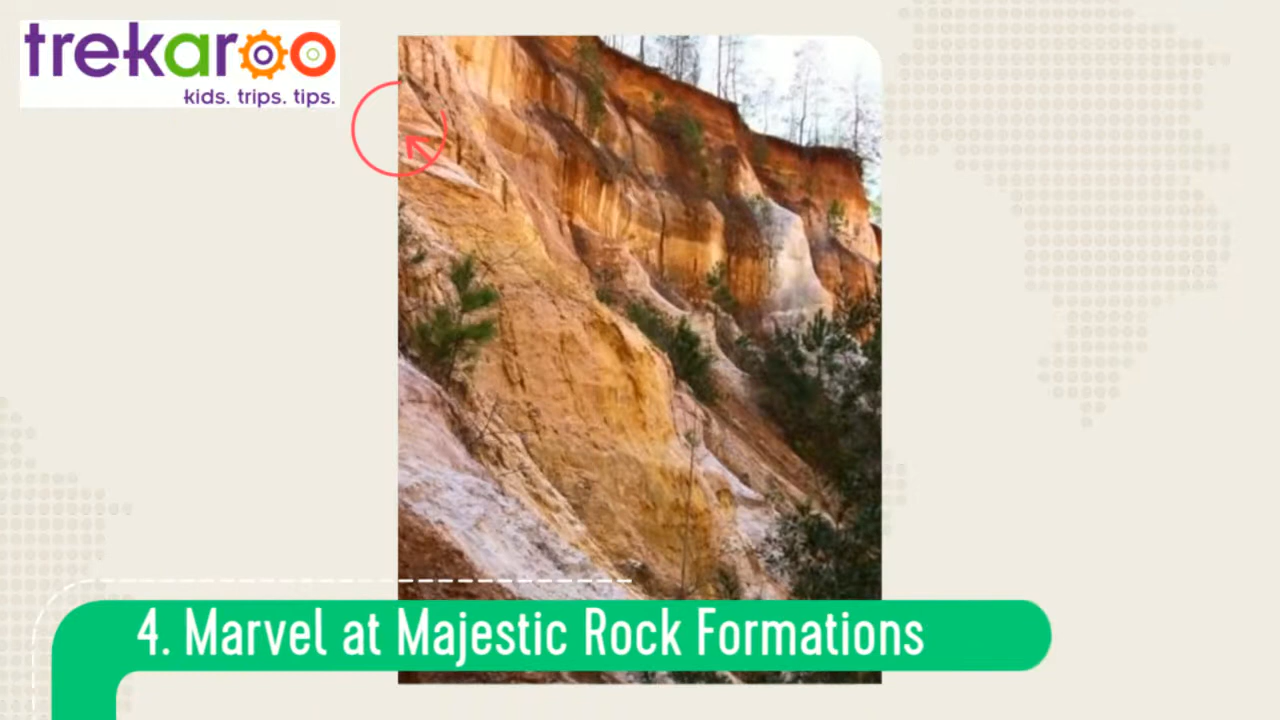 trekaroo
kids. trips. tips.
4. Marvel at Majestic Rock Formations